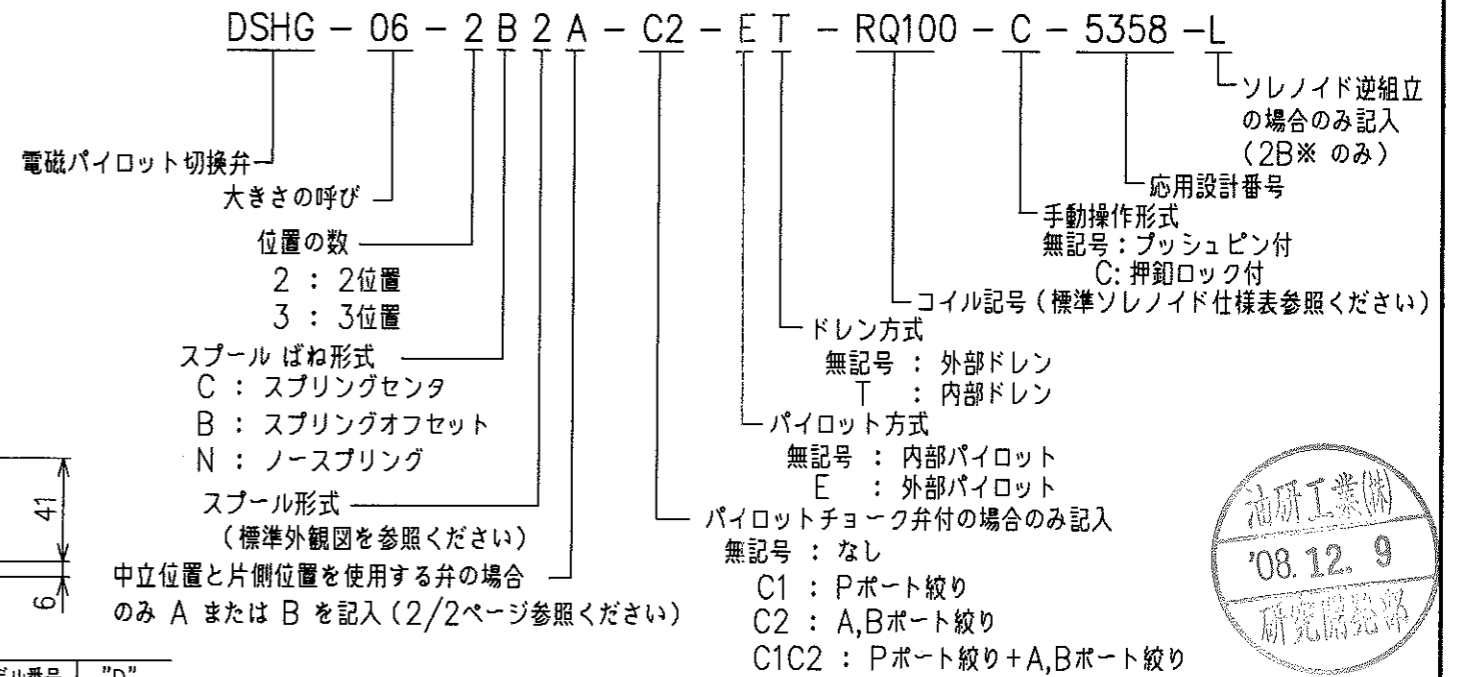 DSHG - 06 - 2 B 2 A - C2 - E T - RQ100 - C - 5358 -L
ソレノイド逆組立
の場合のみ記入
(2B※ のみ)
応用設計番号
手動操作形式
無記号:プッシュピン付
C: 押釦ロック付
コイル記号(標準ソレノイド仕様表参照ください)
ドレン方式
無記号 : 外部ドレン
T : 内部ドレン
パイロット方式
無記号 : 内部パイロット
E : 外部パイロット
パイロットチョーク弁付の場合のみ記入
無記号 : なし
C1 : Pポート絞り
C2 : A,Bポート絞り
C1C2 : Pポート絞り+A,Bポート絞り
電磁パイロット切換弁
大きさの呼び
位置の数
2 : 2位置
3 : 3位置
スプール ばね形式
C : スプリングセンタ
B : スプリングオフセット
N : ノースプリング
スプール形式
(標準外観図を参照ください)
中立位置と片側位置を使用する弁の場合
のみ A または B を記入(2/2ページ参照ください)
41
6
デル番号 "D"
油研工業(株)
'08.12. 9
研究開発部